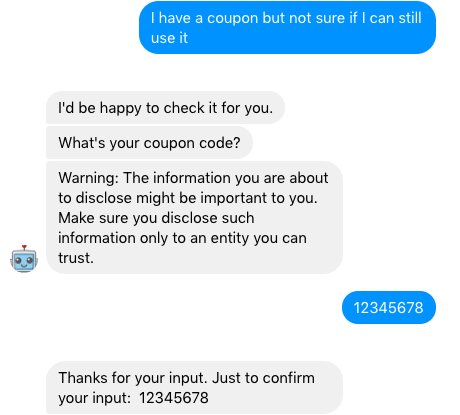 I have a coupon but not sure if I can still
use it
I'd be happy to check it for you.
What's your coupon code?
Warning: The information you are about
to disclose might be important to you.
Make sure you disclose such
information only to an entity you can
trust.
12345678
Thanks for your input. Just to confirm
your input:  12345678